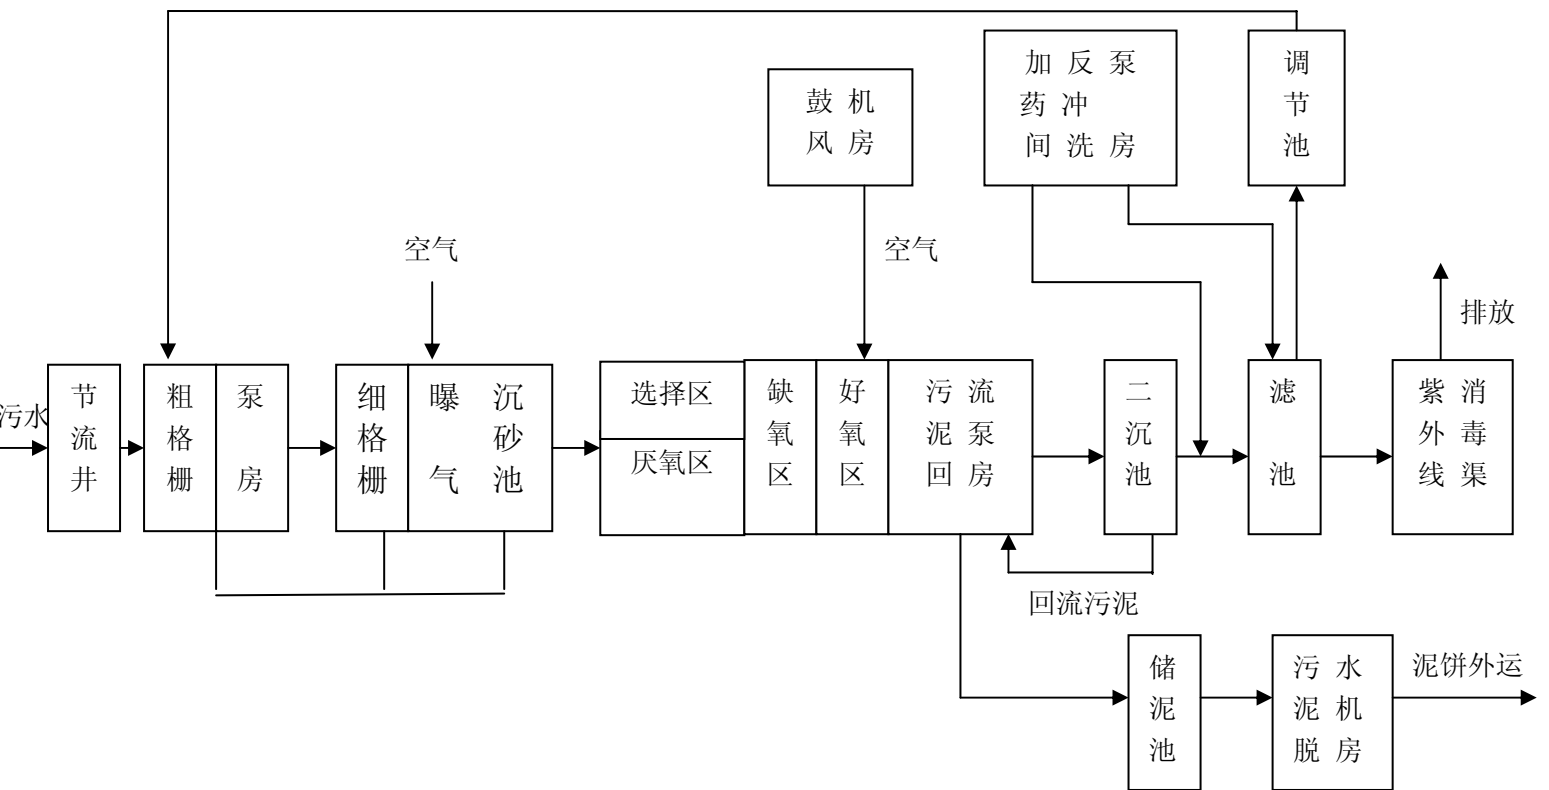 加 反 泵
药 冲
间 洗 房
调
节
池
鼓 机
风 房
空气
空气
排放
污水
节
流
井
粗
格
栅
泵
房
细
格
栅
曝 沉
砂
气 池
选择区
厌氧区
缺
氧
区
好
氧
区
污 流
泥 泵
回 房
二
沉
池
滤
池
紫 消
外 毒
线 渠
回流污泥
储
泥
池
污 水
泥 机
脱 房
泥饼外运